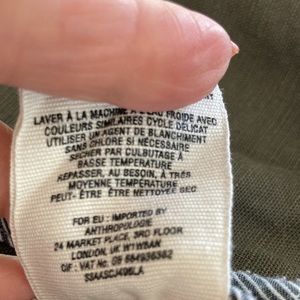 LAVER À LA MACHINE À L'EAU FROIDE AVEC
COULEURS SIMILAIRES CYCLE DÉLICAT
UTILISER UN AGENT DE BLANCHIMENT
SANS CHLORE SI NÉCESSAIRE
SÉCHER PAR CULBUTAGE À
BASSE TEMPÉRATURE
REPASSER, AU BESOIN, À TRÈS
MOYENNE TEMPÉRATURE
PEUT- ÊTRE ÊTRE NETTOYÉE SEC
FOR EU : IMPORTED BY
ANTHROPOLOGIE
24 MARKET PLACE, 3RD FLOOR
LONDON, UK W1W8AN